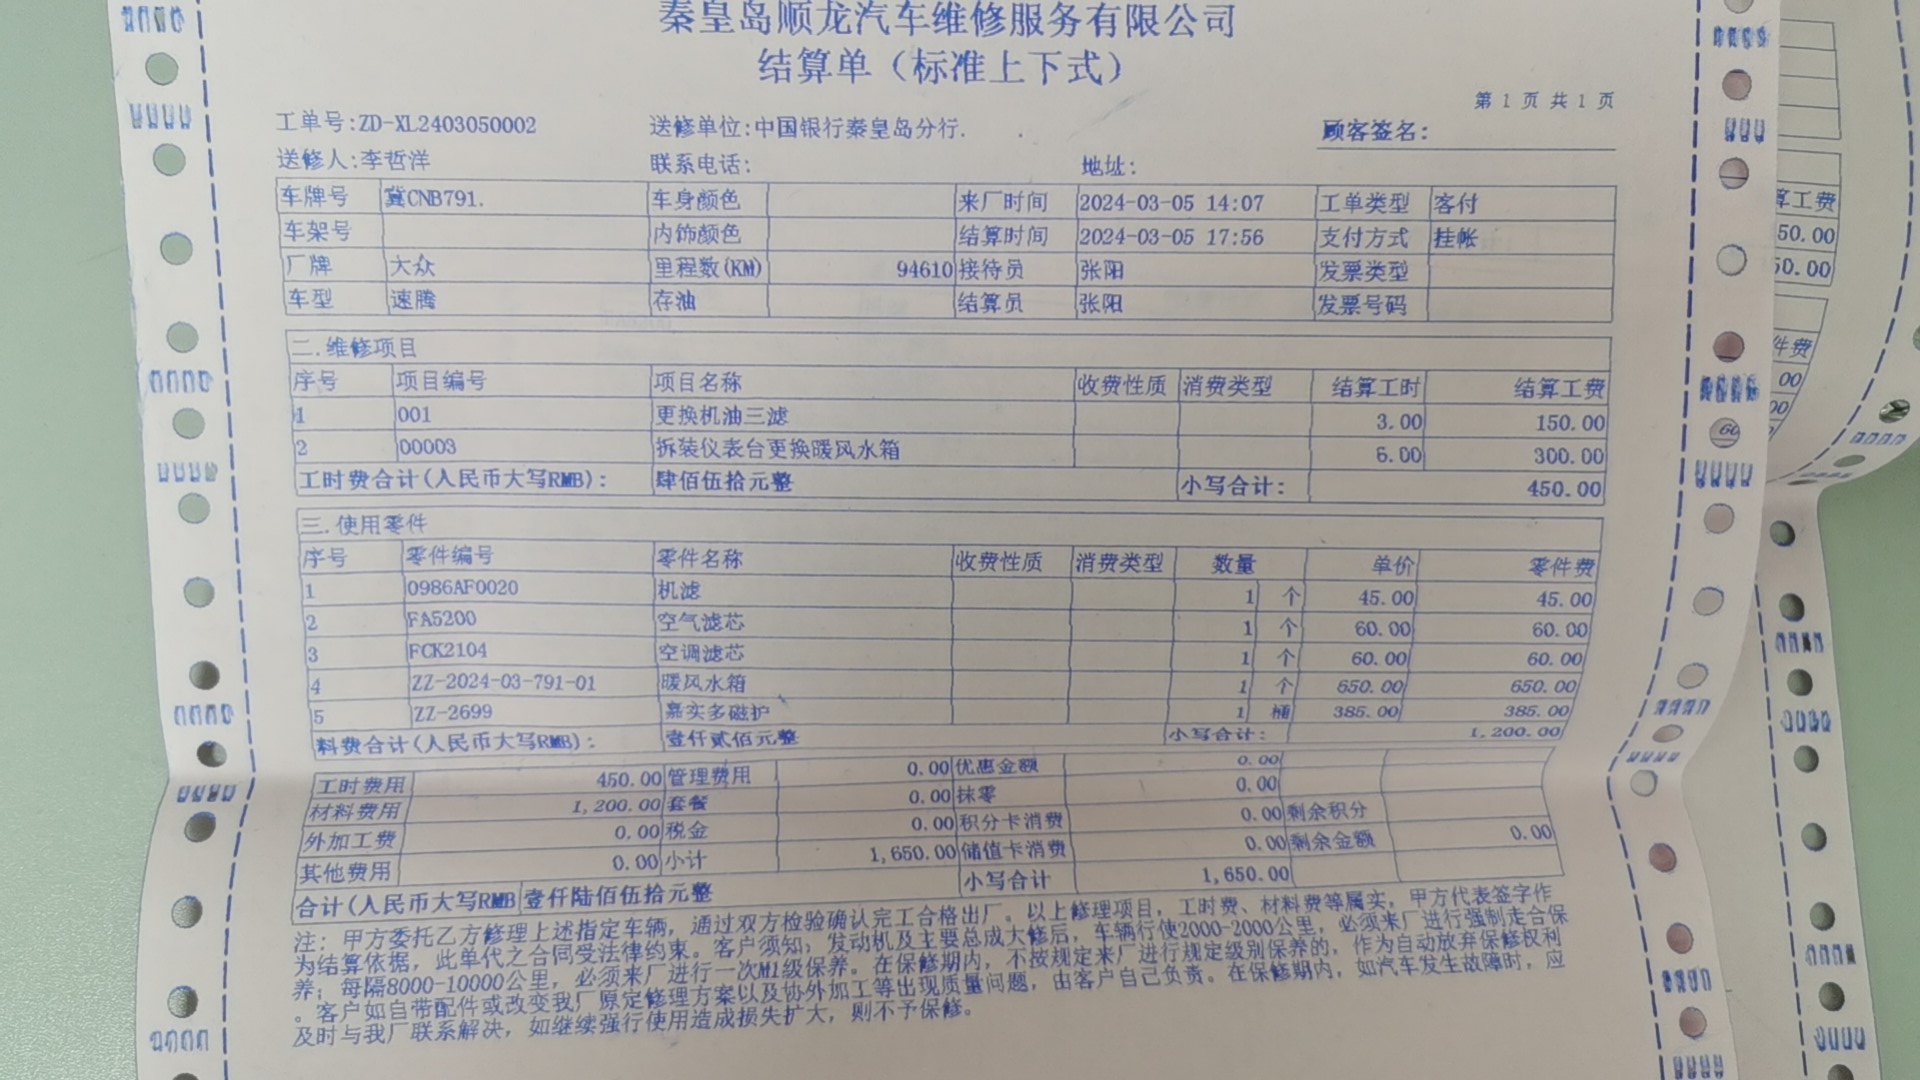 秦皇岛顺龙汽车维修服务有限公司
结算单（标准上下式）
第 1 页 共 1 页
工单号:ZD-XL2403050002 送修单位:中国银行秦皇岛分行. 顾客签名:
送修人:李哲洋 联系电话: 地址:
车牌号 冀CNB791. 车身颜色 来厂时间 2024-03-05 14:07 工单类型 客付
车架号 内饰颜色 结算时间 2024-03-05 17:56 支付方式 挂帐
厂牌 大众 里程数(KM) 94610 接待员 张阳 发票类型
车型 速腾 存油 结算员 张阳 发票号码
二.维修项目
序号 项目编号 项目名称 收费性质 消费类型 结算工时 结算工费
1 001 更换机油三滤 3.00 150.00
2 00003 拆装仪表台更换暖风水箱 6.00 300.00
工时费合计(人民币大写RMB): 肆佰伍拾元整 小写合计: 450.00
三.使用零件
序号 零件编号 零件名称 收费性质 消费类型 数量 单价 零件费
1 0986AF0020 机滤 1 个 45.00 45.00
2 FA5200 空气滤芯 1 个 60.00 60.00
3 FCK2104 空调滤芯 1 个 60.00 60.00
4 ZZ-2024-03-791-01 暖风水箱 1 个 650.00 650.00
5 ZZ-2699 嘉实多磁护 1 桶 385.00 385.00
料费合计(人民币大写RMB): 壹仟贰佰元整 小写合计: 1,200.00
工时费用 450.00 管理费用 0.00 优惠金额 0.00
材料费用 1,200.00 套餐 0.00 抹零 0.00
外加工费 0.00 税金 0.00 积分卡消费 0.00 剩余积分
其他费用 0.00 小计 1,650.00 储值卡消费 0.00 剩余金额 0.00
合计(人民币大写RMB 壹仟陆佰伍拾元整 小写合计 1,650.00
注：甲方委托乙方修理上述指定车辆，通过双方检验确认完工合格出厂。以上修理项目，工时费、材料费等属实，甲方代表签字作
为结算依据，此单代之合同受法律约束。客户须知；发动机及主要总成大修后，车辆行使2000-2000公里，必须来厂进行强制走合保
养；每隔8000-10000公里，必须来厂进行一次M1级保养。在保修期内，不按规定来厂进行规定级别保养的，作为自动放弃保修权利
。客户如自带配件或改变我厂原定修理方案以及协外加工等出现质量问题，由客户自己负责。在保修期内，如汽车发生故障时，应
及时与我厂联系解决，如继续强行使用造成损失扩大，则不予保修。
算工费
50.00
50.00
件费
00